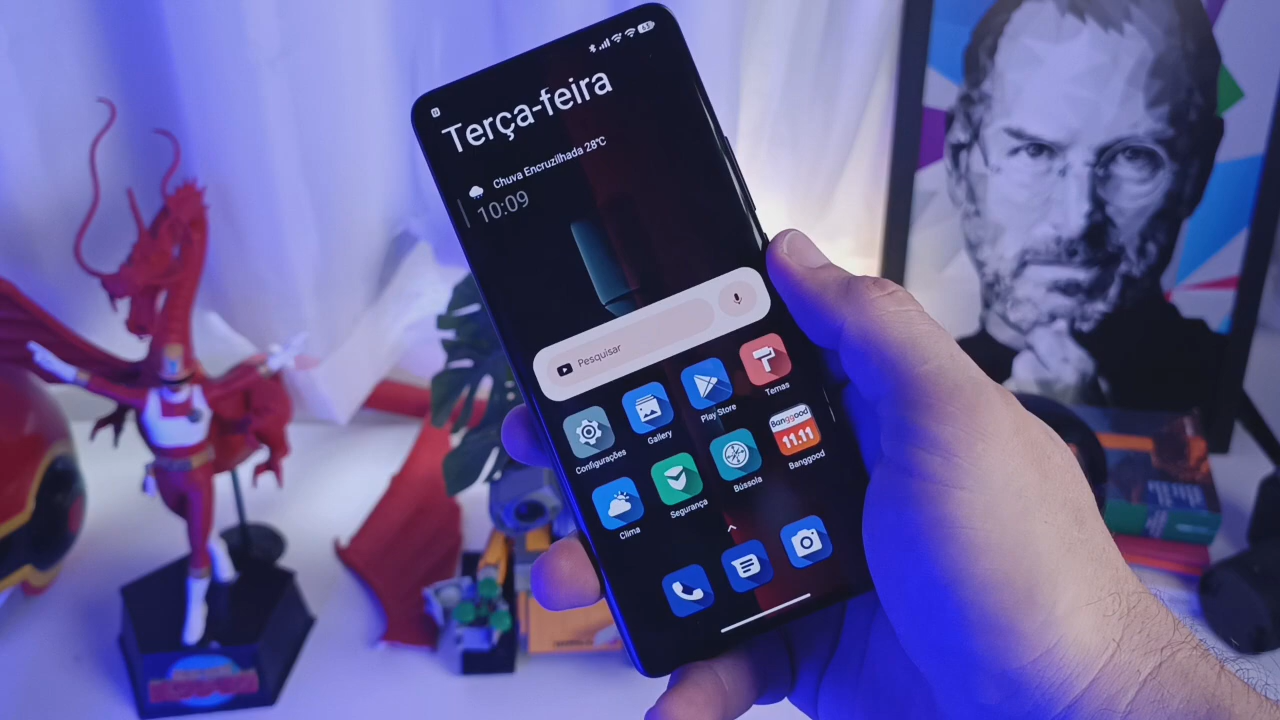 Terça-feira
Chuva Encruzilhada 28°C
10:09
Pesquisar
Configurações
Gallery
Play Store
Temas
Clima
Segurança
Bússola
Banggood
11.11
Banggood